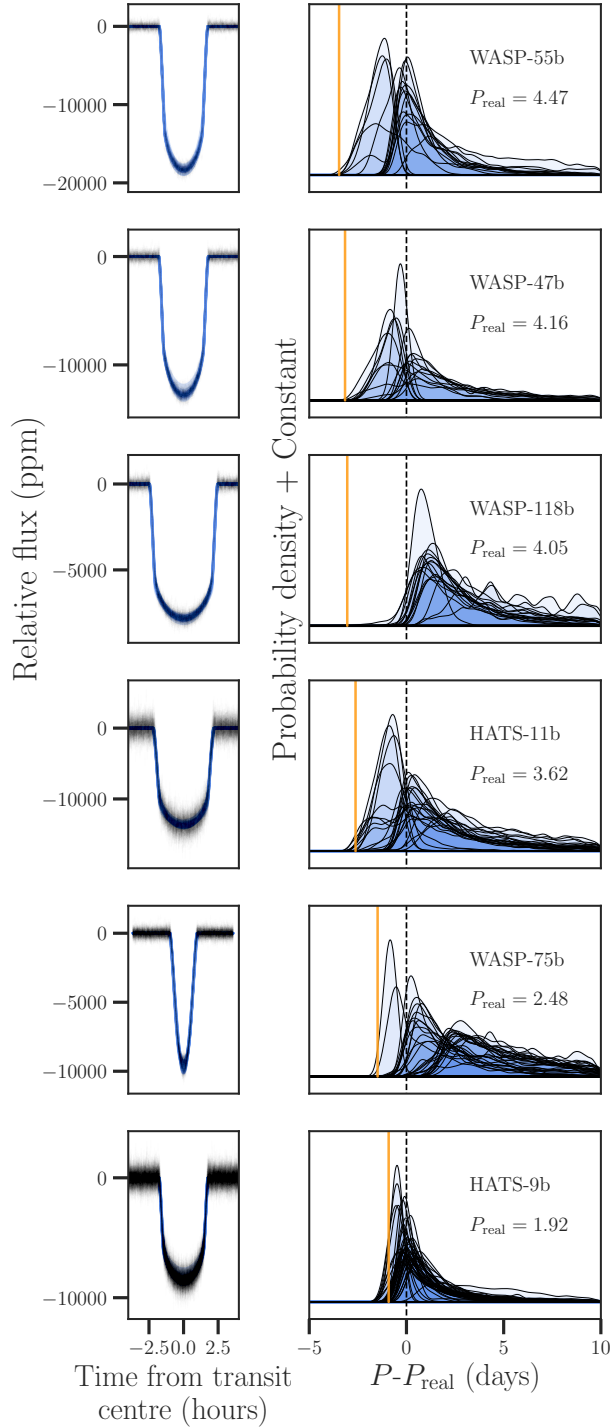 0
−10000
−20000
WASP-55b
P_real = 4.47
0
−10000
WASP-47b
P_real = 4.16
0
−5000
WASP-118b
P_real = 4.05
0
−10000
HATS-11b
P_real = 3.62
0
−5000
−10000
WASP-75b
P_real = 2.48
0
−10000
HATS-9b
P_real = 1.92
Relative flux (ppm)
Probability density + Constant
−2.5 0.0 2.5
−5 0 5 10
Time from transit
centre (hours)
P-P_real (days)